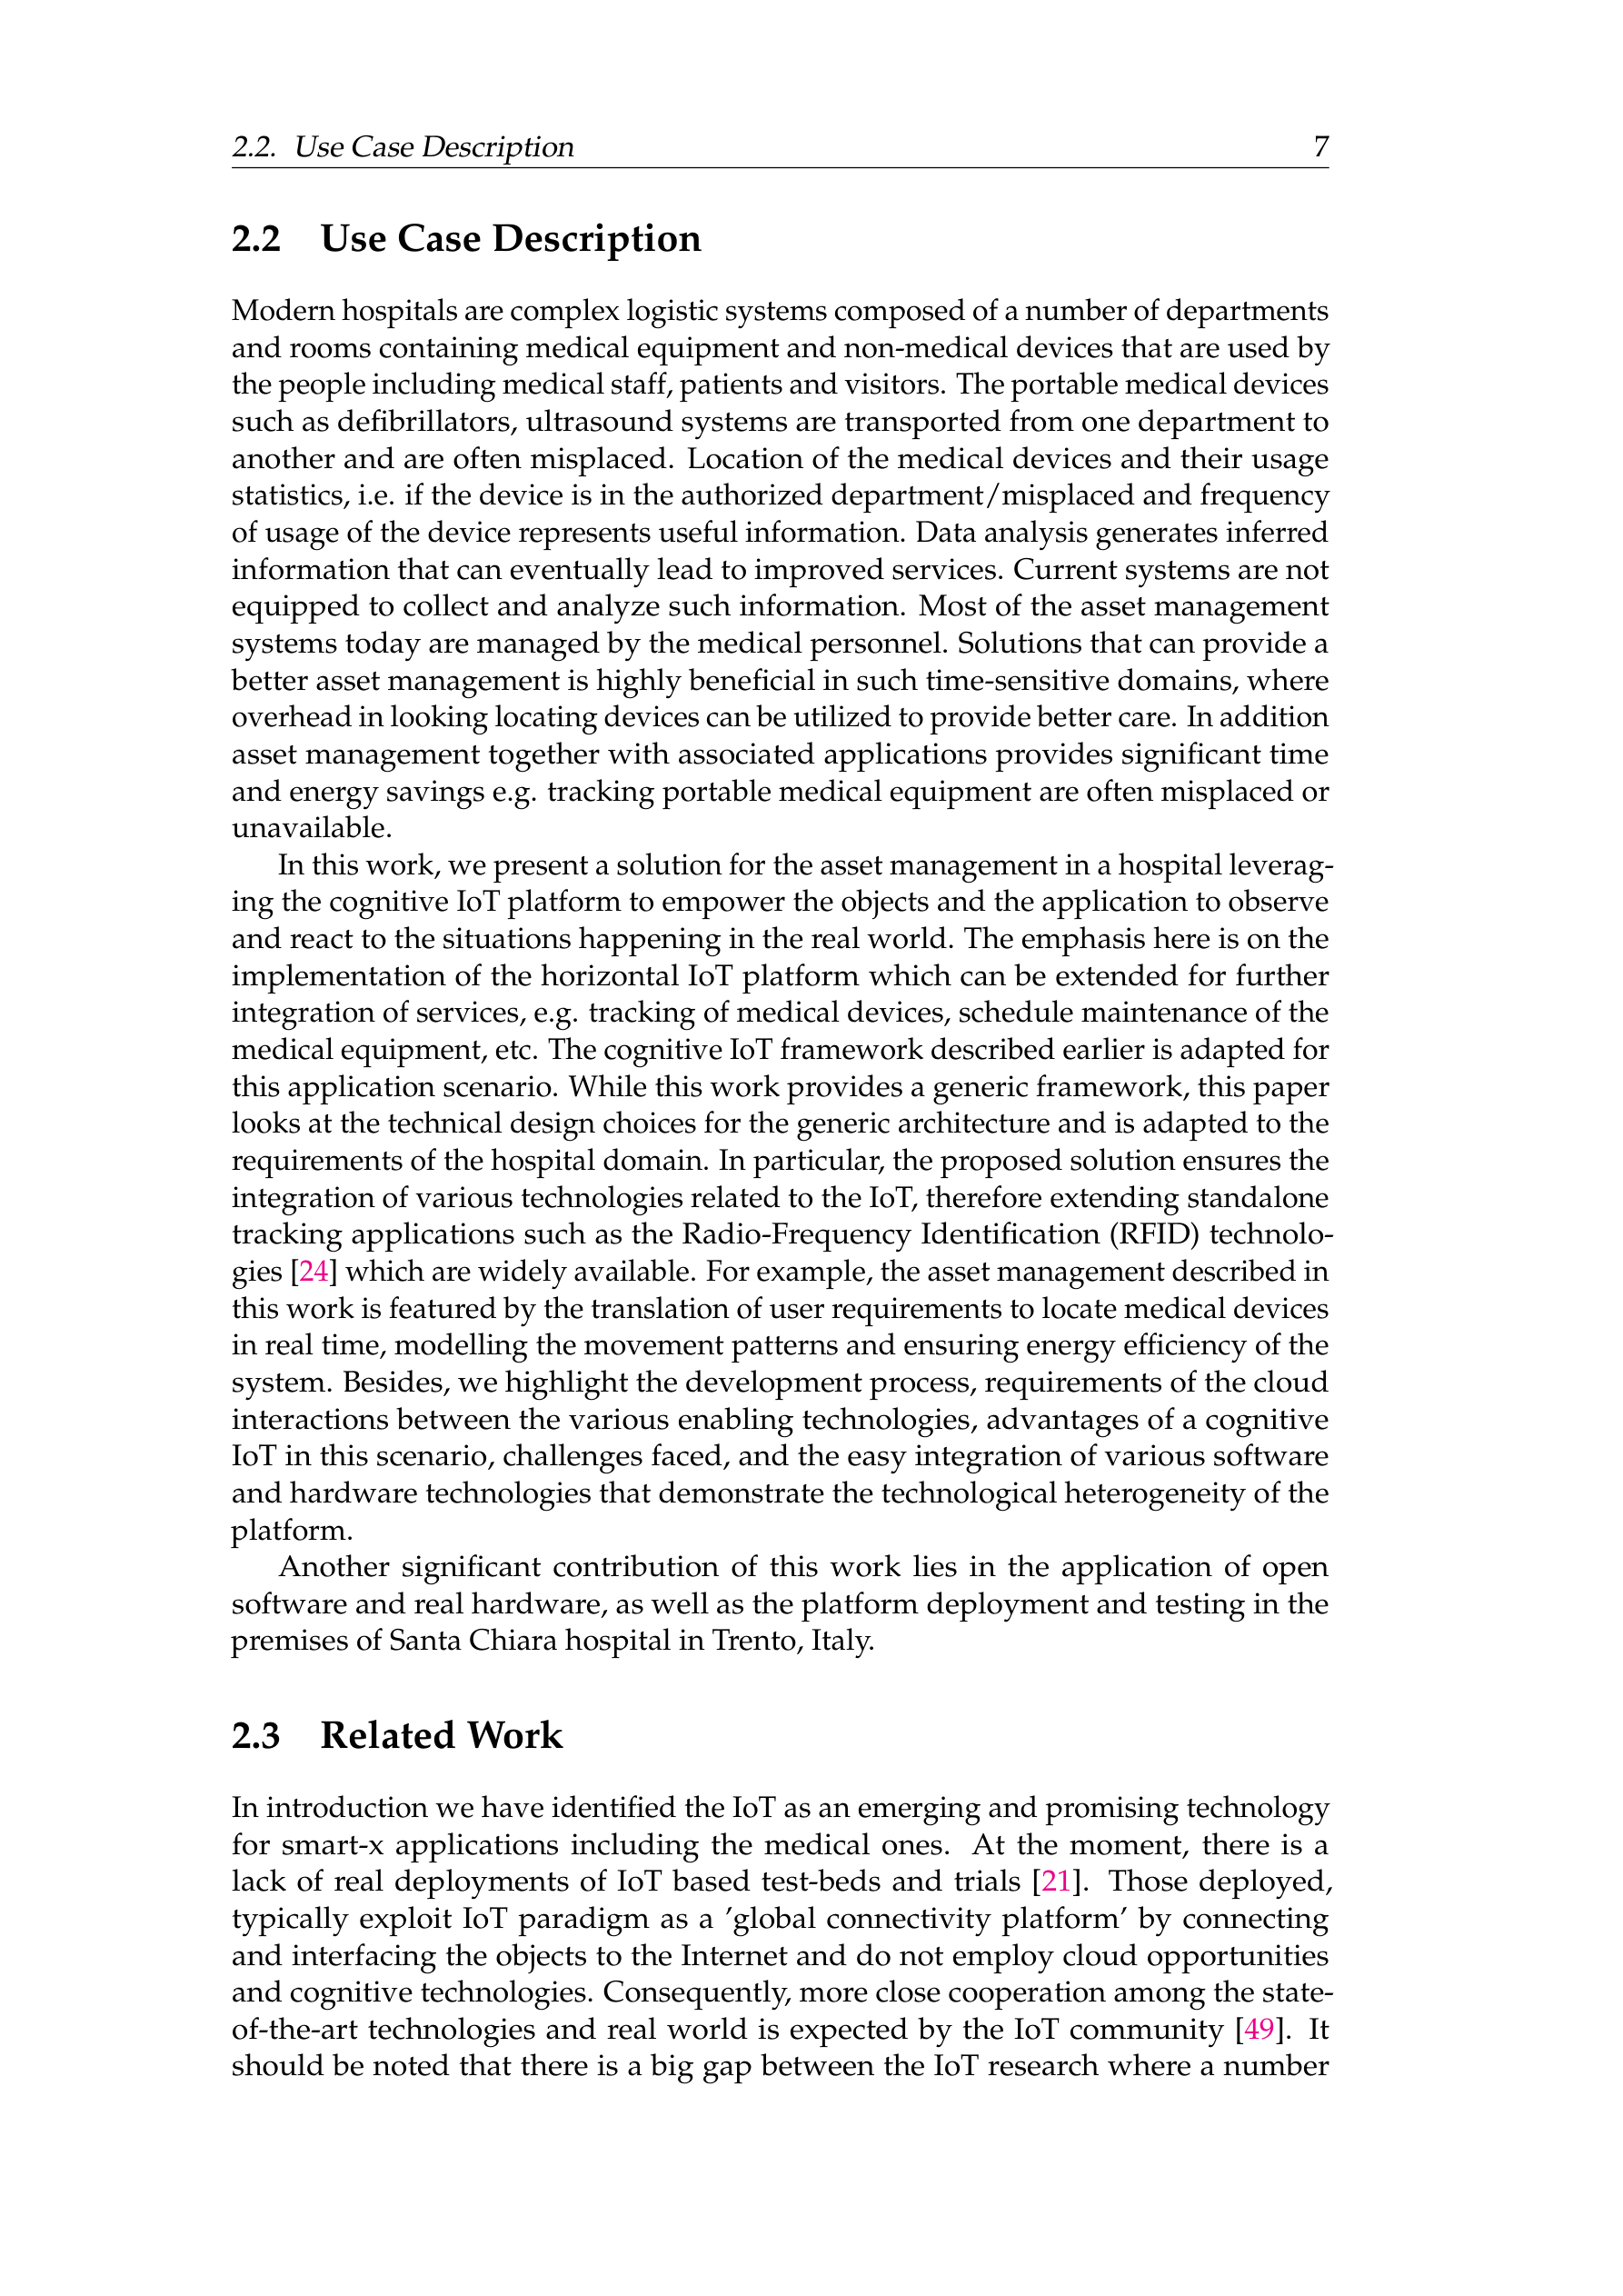 2.2. Use Case Description 7
2.2 Use Case Description
Modern hospitals are complex logistic systems composed of a number of departments
and rooms containing medical equipment and non-medical devices that are used by
the people including medical staff, patients and visitors. The portable medical devices
such as defibrillators, ultrasound systems are transported from one department to
another and are often misplaced. Location of the medical devices and their usage
statistics, i.e. if the device is in the authorized department/misplaced and frequency
of usage of the device represents useful information. Data analysis generates inferred
information that can eventually lead to improved services. Current systems are not
equipped to collect and analyze such information. Most of the asset management
systems today are managed by the medical personnel. Solutions that can provide a
better asset management is highly beneficial in such time-sensitive domains, where
overhead in looking locating devices can be utilized to provide better care. In addition
asset management together with associated applications provides significant time
and energy savings e.g. tracking portable medical equipment are often misplaced or
unavailable.
In this work, we present a solution for the asset management in a hospital leverag-
ing the cognitive IoT platform to empower the objects and the application to observe
and react to the situations happening in the real world. The emphasis here is on the
implementation of the horizontal IoT platform which can be extended for further
integration of services, e.g. tracking of medical devices, schedule maintenance of the
medical equipment, etc. The cognitive IoT framework described earlier is adapted for
this application scenario. While this work provides a generic framework, this paper
looks at the technical design choices for the generic architecture and is adapted to the
requirements of the hospital domain. In particular, the proposed solution ensures the
integration of various technologies related to the IoT, therefore extending standalone
tracking applications such as the Radio-Frequency Identification (RFID) technolo-
gies [24] which are widely available. For example, the asset management described in
this work is featured by the translation of user requirements to locate medical devices
in real time, modelling the movement patterns and ensuring energy efficiency of the
system. Besides, we highlight the development process, requirements of the cloud
interactions between the various enabling technologies, advantages of a cognitive
IoT in this scenario, challenges faced, and the easy integration of various software
and hardware technologies that demonstrate the technological heterogeneity of the
platform.
Another significant contribution of this work lies in the application of open
software and real hardware, as well as the platform deployment and testing in the
premises of Santa Chiara hospital in Trento, Italy.
2.3 Related Work
In introduction we have identified the IoT as an emerging and promising technology
for smart-x applications including the medical ones. At the moment, there is a
lack of real deployments of IoT based test-beds and trials [21]. Those deployed,
typically exploit IoT paradigm as a ’global connectivity platform’ by connecting
and interfacing the objects to the Internet and do not employ cloud opportunities
and cognitive technologies. Consequently, more close cooperation among the state-
of-the-art technologies and real world is expected by the IoT community [49]. It
should be noted that there is a big gap between the IoT research where a number